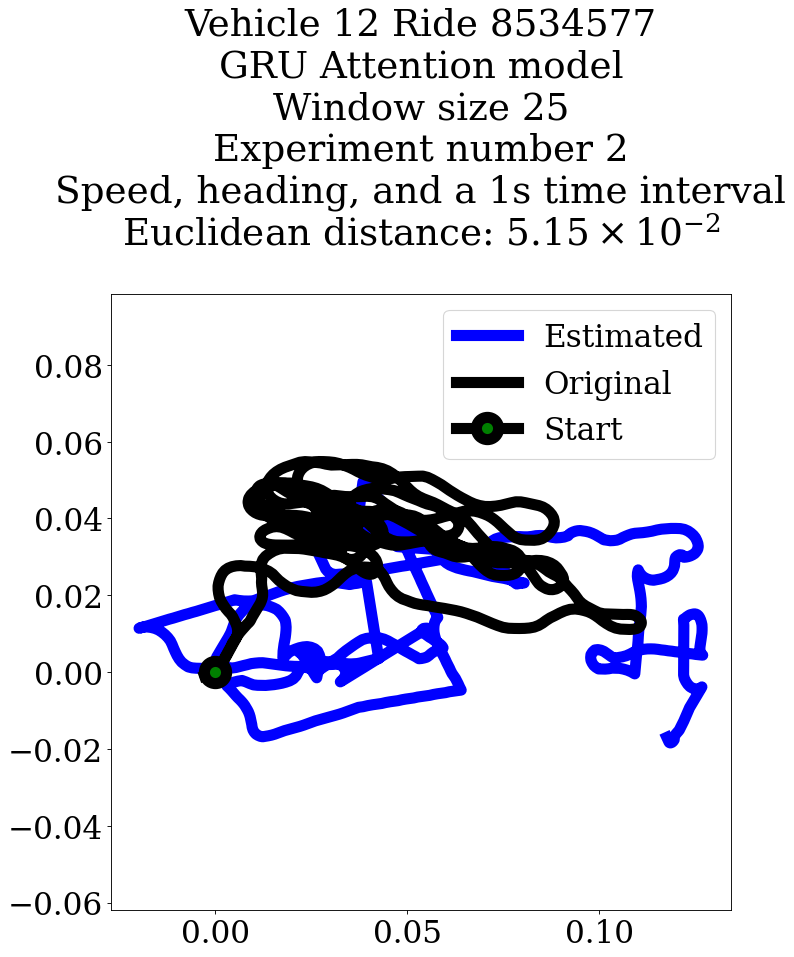 Vehicle 12 Ride 8534577
GRU Attention model
Window size 25
Experiment number 2
Speed, heading, and a 1s time interval
Euclidean distance: 5.15 × 10⁻²
Estimated
Original
Start
0.08
0.06
0.04
0.02
0.00
−0.02
−0.04
−0.06
0.00 0.05 0.10